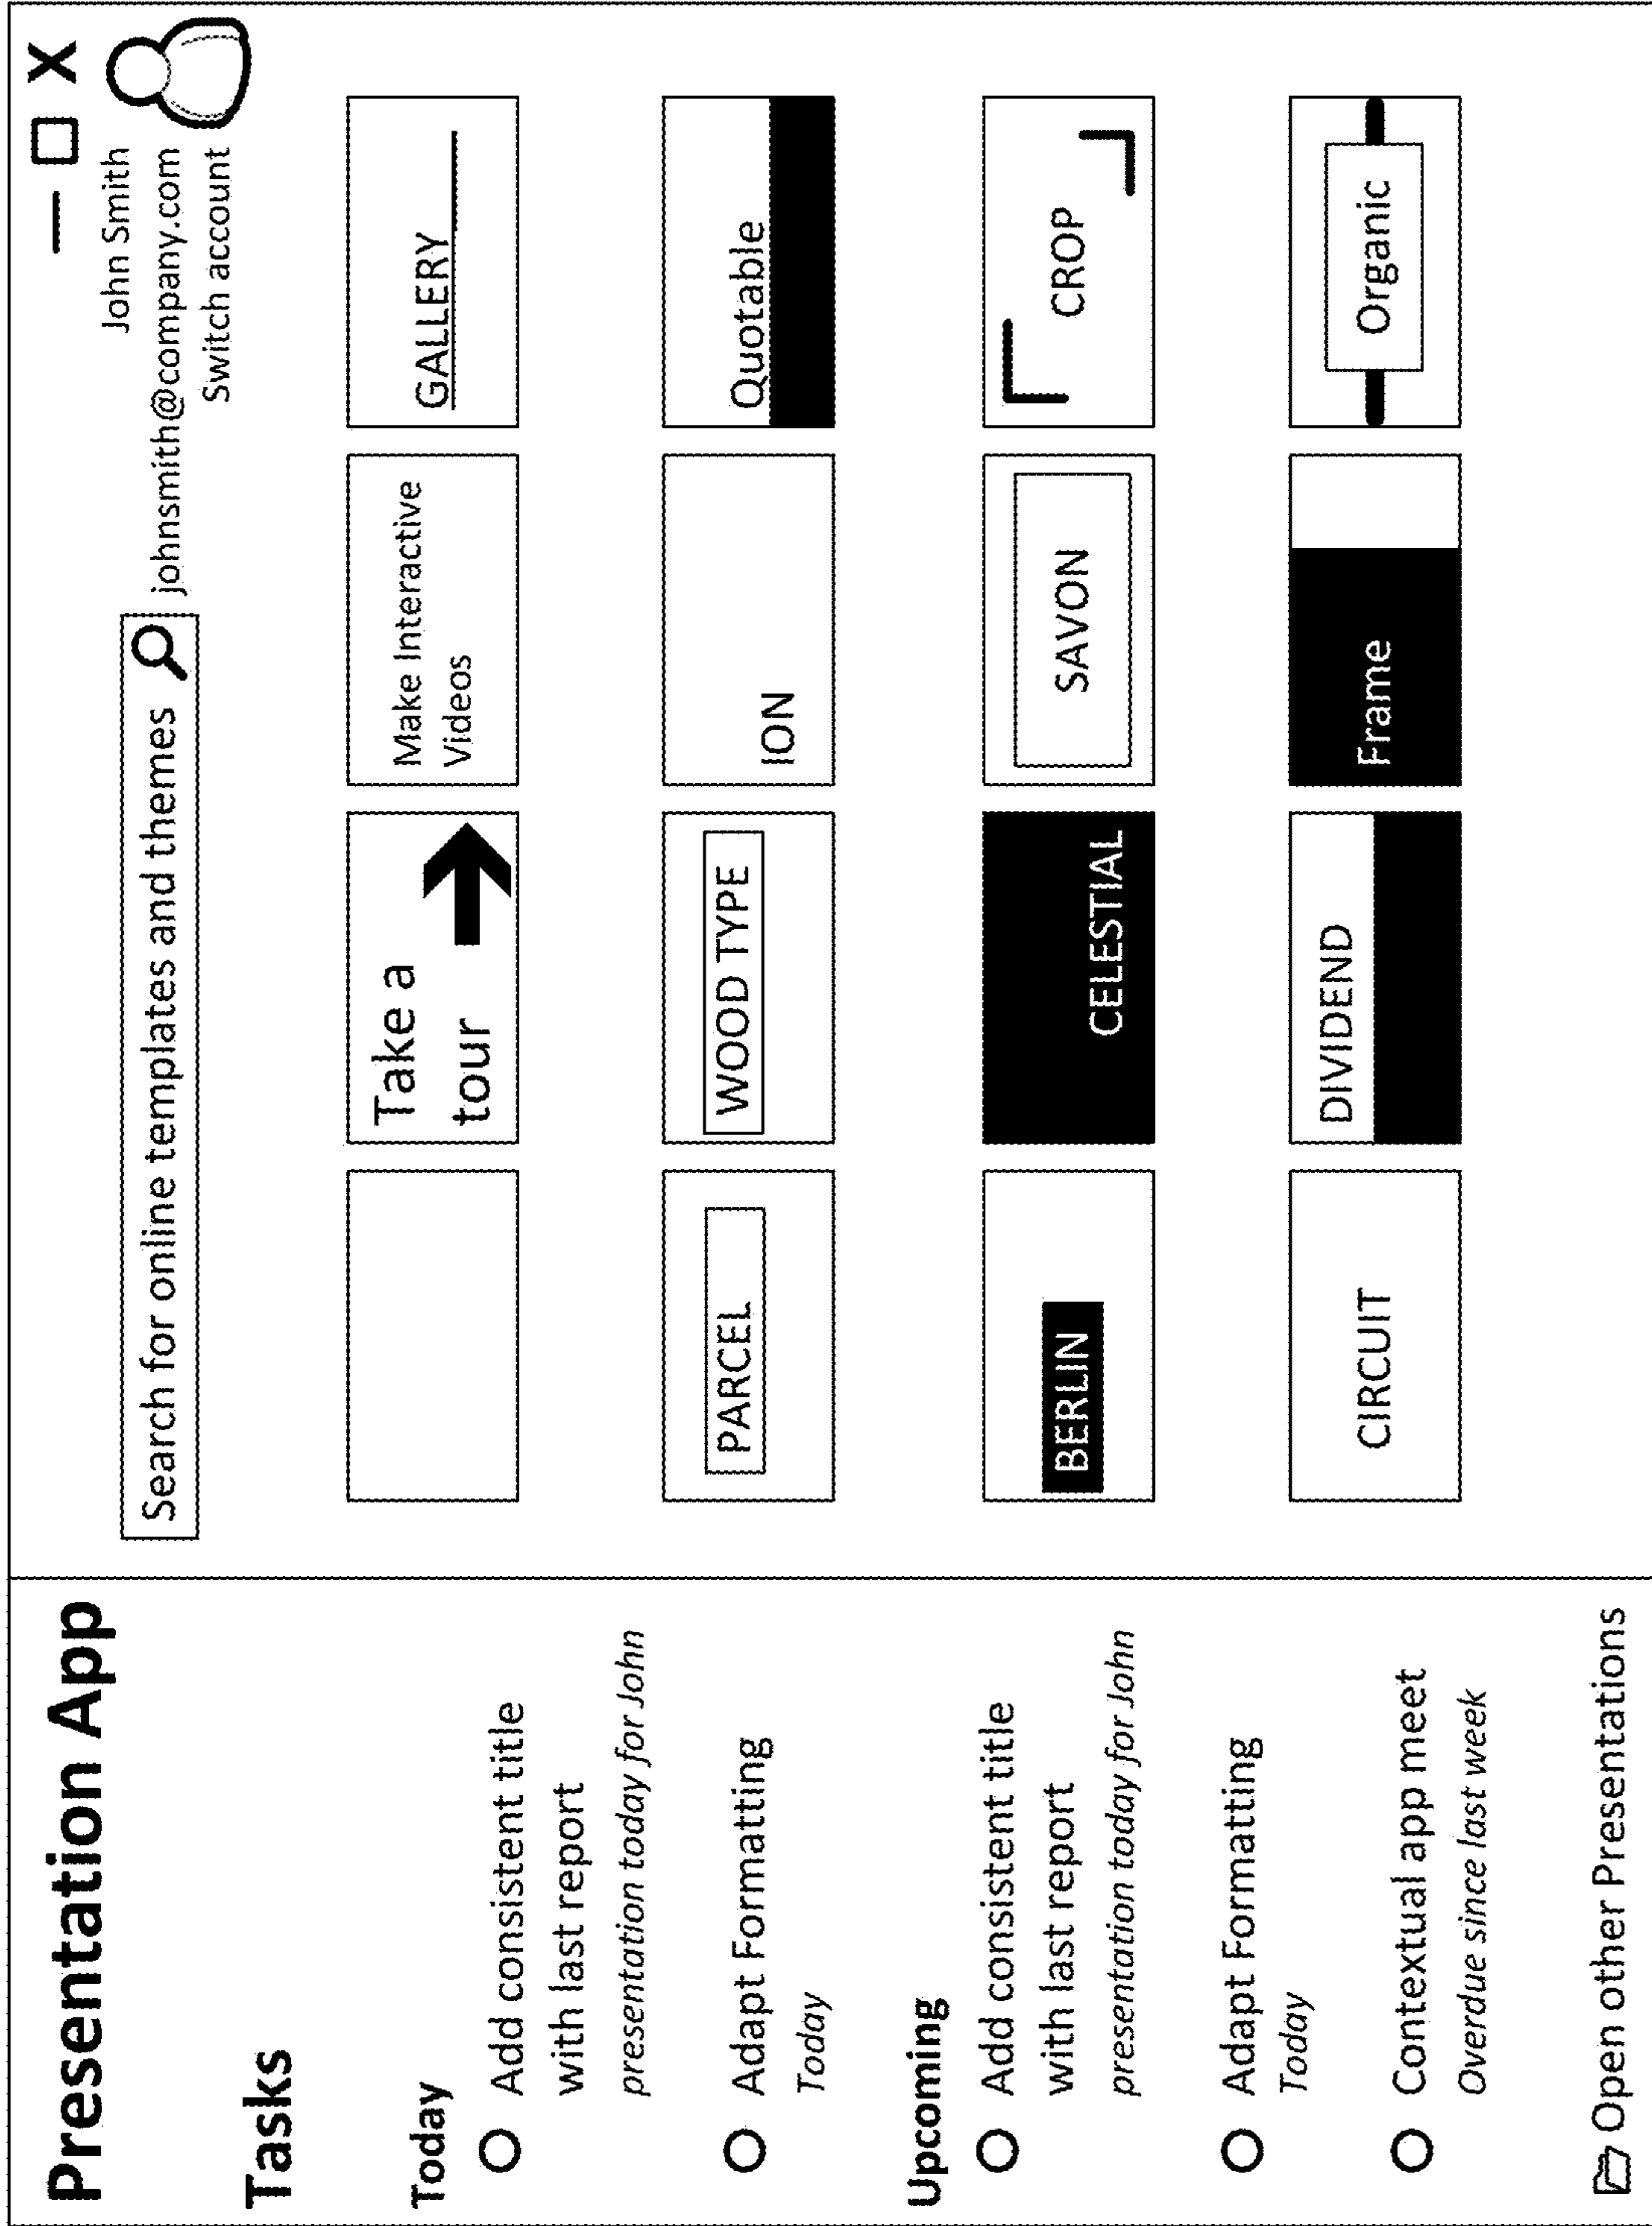 Presentation App
Tasks
Today
Add consistent title
with last report
presentation today for John
Adapt Formatting
Today
Upcoming
Add consistent title
with last report
presentation today for John
Adapt Formatting
Today
Contextual app meet
Overdue since last week
Open other Presentations
X
John Smith
johnsmith@company.com
Switch account
Search for online templates and themes
Take a
tour
Make Interactive
Videos
GALLERY
PARCEL
WOOD TYPE
ION
Quotable
BERLIN
CELESTIAL
SAVON
CROP
CIRCUIT
DIVIDEND
Frame
Organic